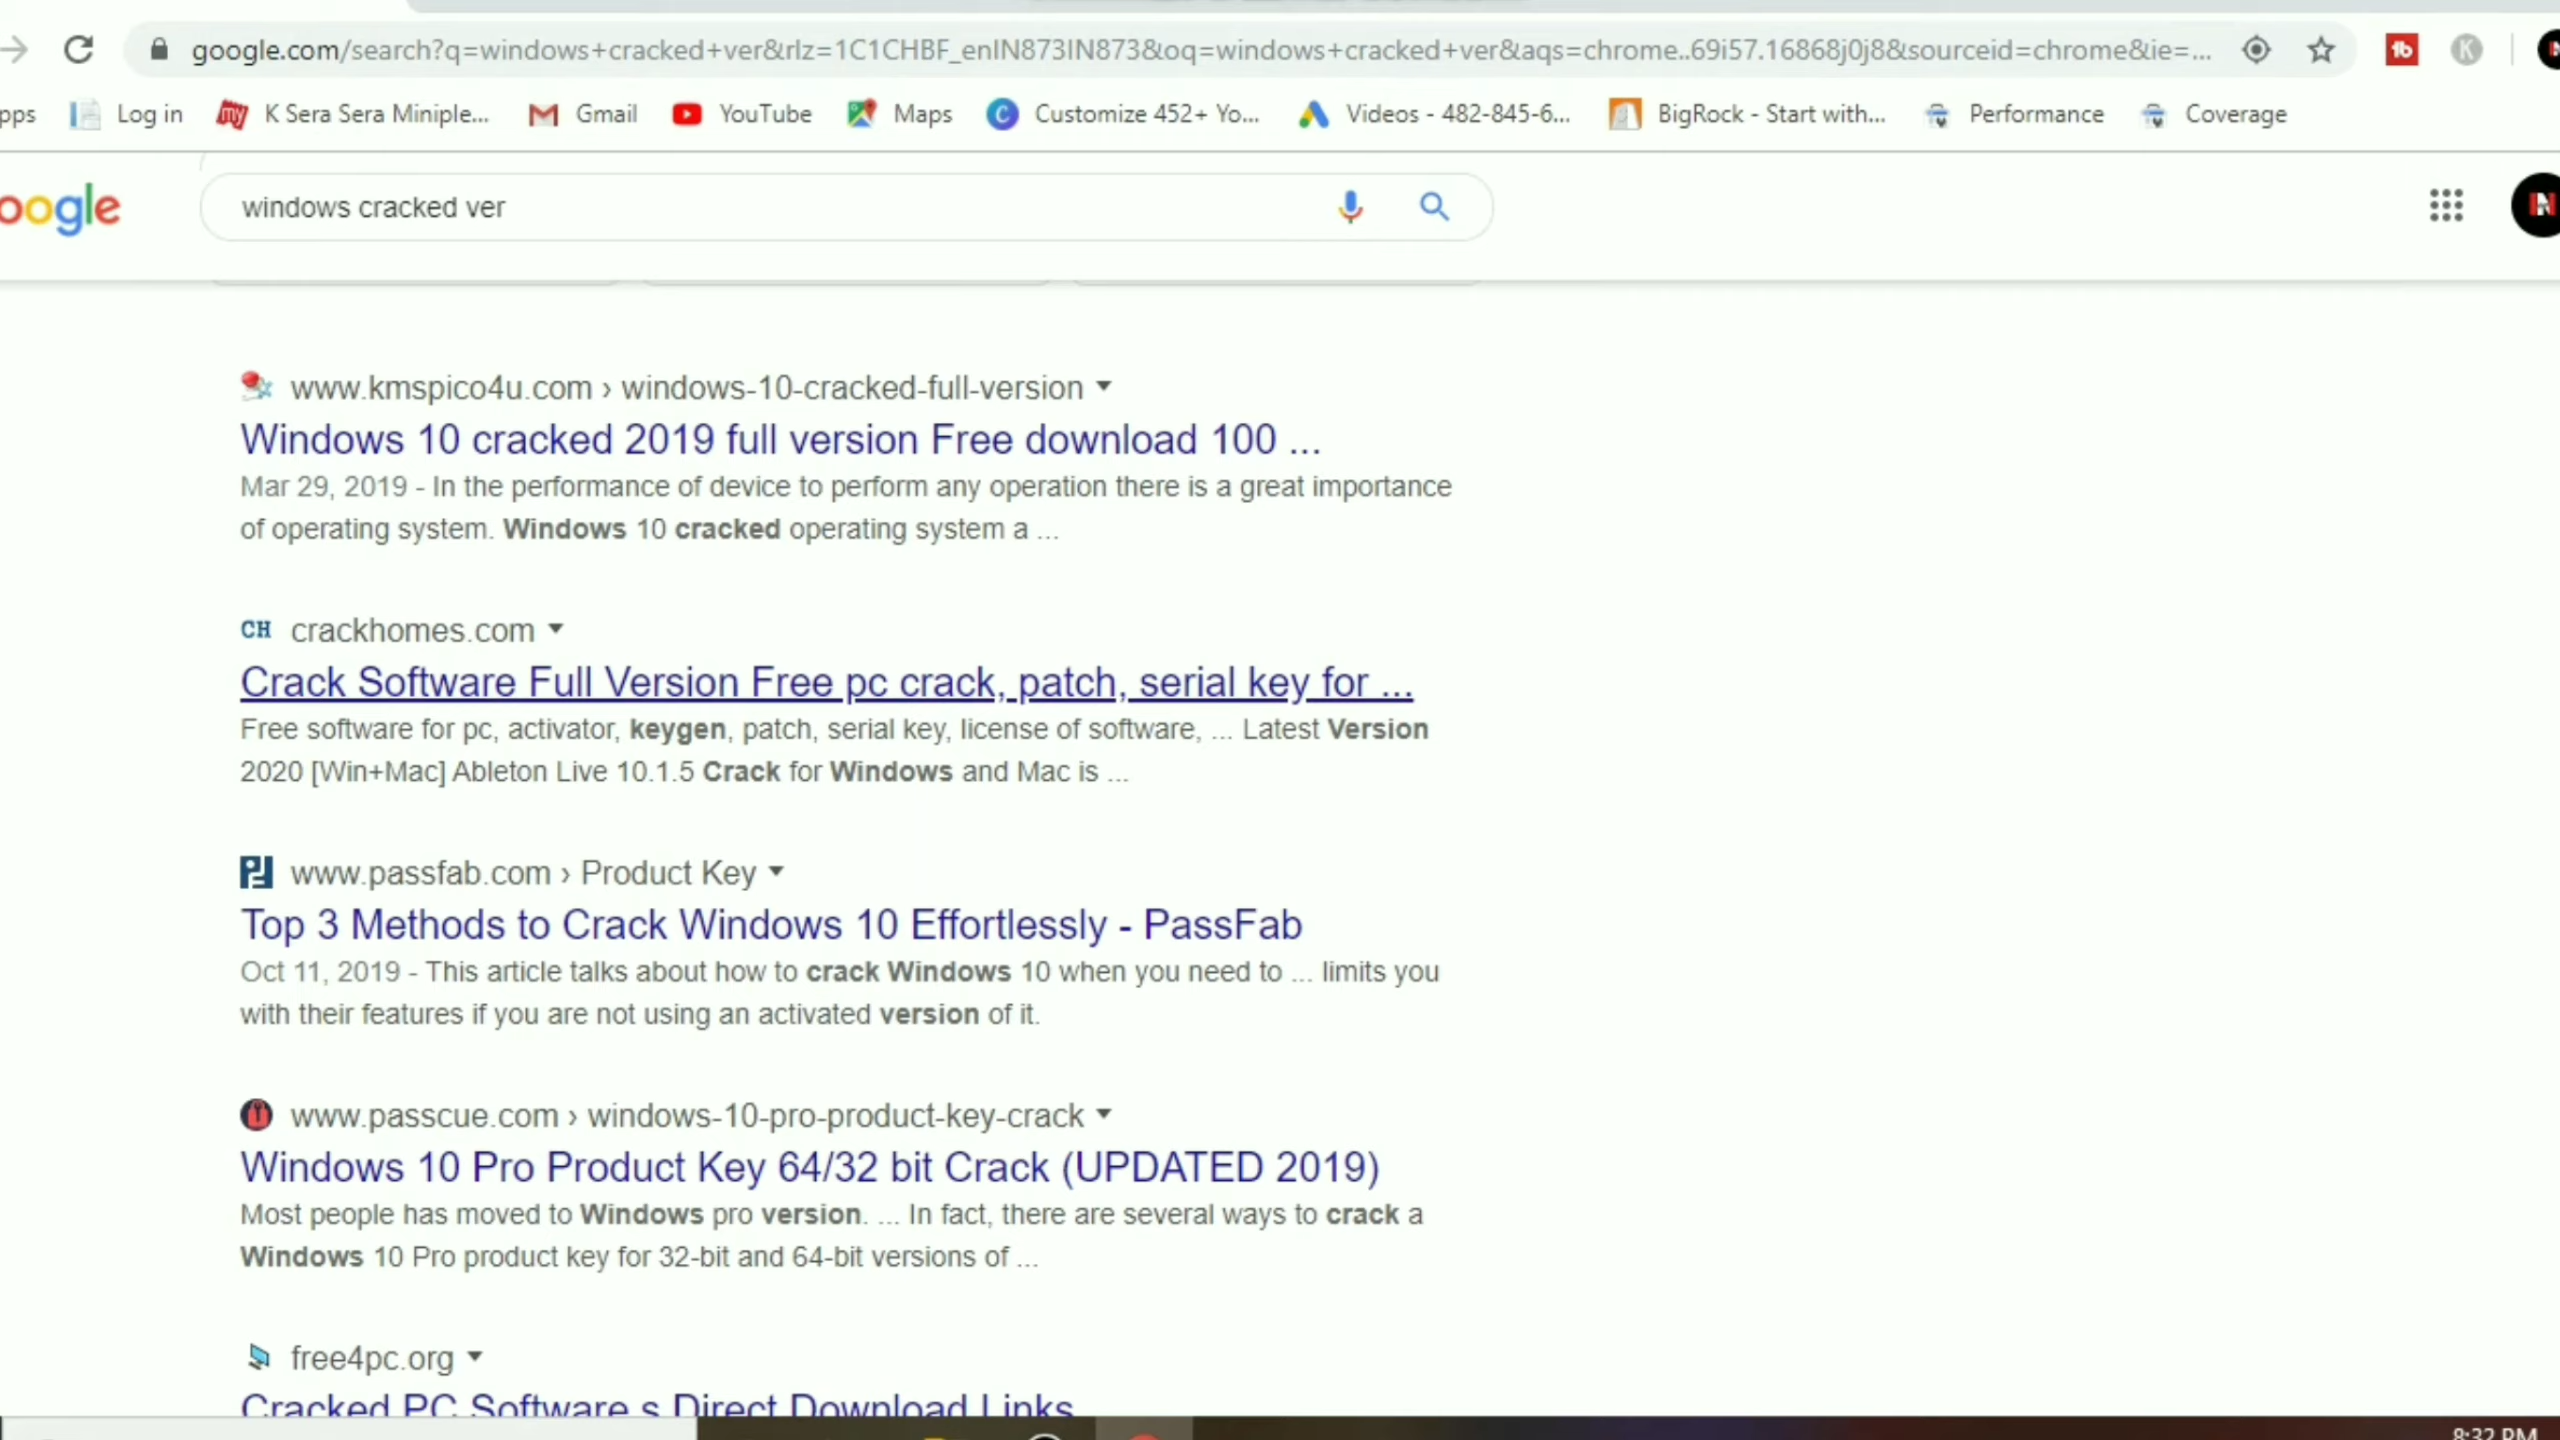 google.com/search?q=windows+cracked+ver&rlz=1C1CHBF_enIN873IN873&oq=windows+cracked+ver&aqs=chrome..69i57.16868j0j8&sourceid=chrome&ie=...
pps Log in K Sera Sera Miniple... Gmail YouTube Maps Customize 452+ Yo... Videos - 482-845-6... BigRock - Start with... Performance Coverage
oogle windows cracked ver
www.kmspico4u.com › windows-10-cracked-full-version
Windows 10 cracked 2019 full version Free download 100 ...
Mar 29, 2019 - In the performance of device to perform any operation there is a great importance
of operating system. Windows 10 cracked operating system a ...
CH crackhomes.com
Crack Software Full Version Free pc crack, patch, serial key for ...
Free software for pc, activator, keygen, patch, serial key, license of software, ... Latest Version
2020 [Win+Mac] Ableton Live 10.1.5 Crack for Windows and Mac is ...
www.passfab.com › Product Key
Top 3 Methods to Crack Windows 10 Effortlessly - PassFab
Oct 11, 2019 - This article talks about how to crack Windows 10 when you need to ... limits you
with their features if you are not using an activated version of it.
www.passcue.com › windows-10-pro-product-key-crack
Windows 10 Pro Product Key 64/32 bit Crack (UPDATED 2019)
Most people has moved to Windows pro version. ... In fact, there are several ways to crack a
Windows 10 Pro product key for 32-bit and 64-bit versions of ...
free4pc.org
Cracked PC Software s Direct Download Links
8:32 PM